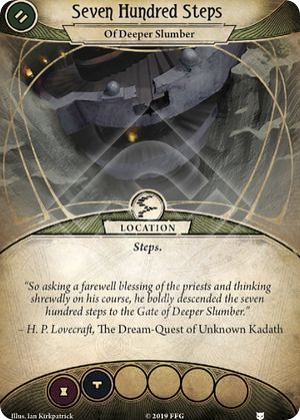 Seven Hundred Steps
Of Deeper Slumber
LOCATION
Steps.
"So asking a farewell blessing of the priests and thinking
shrewdly on his course, he boldly descended the seven
hundred steps to the Gate of Deeper Slumber."
– H. P. Lovecraft, The Dream-Quest of Unknown Kadath
Illus. Ian Kirkpatrick
© 2019 FFG